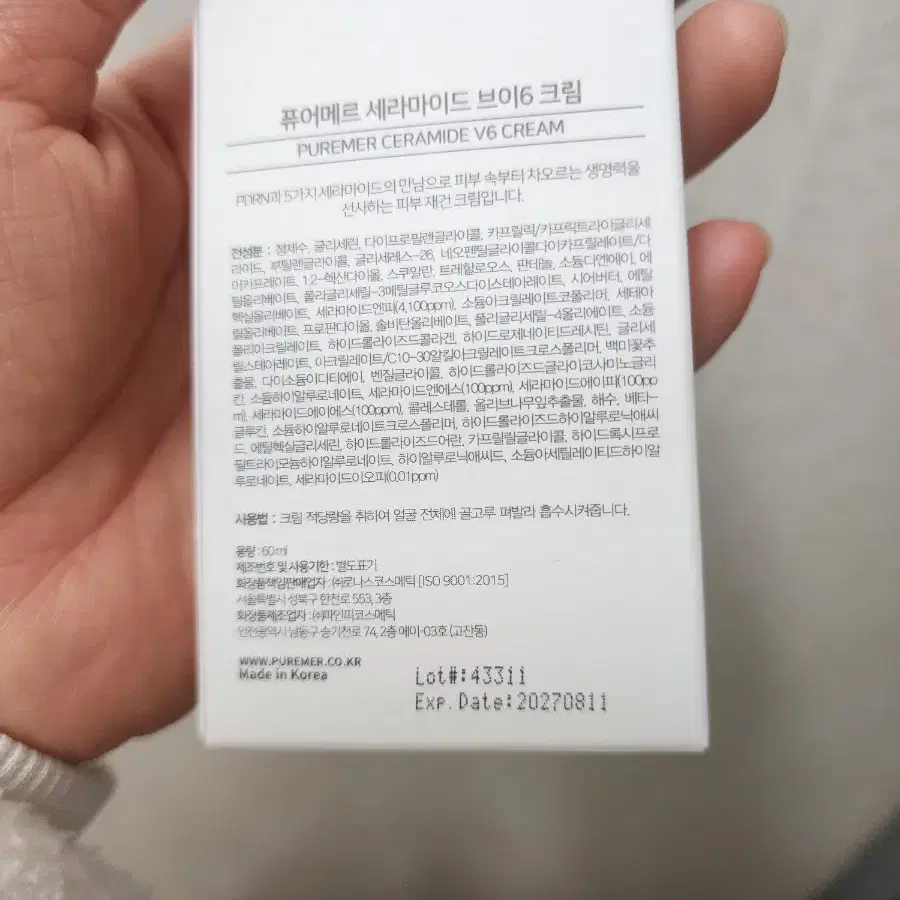 퓨어메르 세라마이드 브이6 크림
PUREMER CERAMIDE V6 CREAM
PDRN과 5가지 세라마이드의 만남으로 피부 속부터 차오르는 생명력을
선사하는 피부 재건 크림입니다.
전성분 : 정제수, 글리세린, 다이프로필렌글라이콜, 카프릴릭/카프릭트라이글리세
라이드, 부틸렌글라이콜, 글리세레스-26, 네오펜틸글라이콜다이카프릴레이트/다
이카프레이트, 1,2-헥산다이올, 스쿠알란, 트레할로오스, 판테놀, 소듐디엔에이, 에
틸올리베이트, 폴리글리세릴-3메틸글루코오스다이스테아레이트, 시어버터, 에틸
헥실올리베이트, 세라마이드엔피(4,100ppm), 소듐아크릴레이트코폴리머, 세테아
릴올리베이트, 프로판다이올, 솔비탄올리베이트, 폴리글리세릴-4올리에이트, 소듐
폴리아크릴레이트, 하이드롤라이즈드콜라겐, 하이드로제네이티드레시틴, 글리세
릴스테아레이트, 아크릴레이트/C10-30알킬아크릴레이트크로스폴리머, 백미꽃추
출물, 다이소듐이디티에이, 벤질글라이콜, 하이드롤라이즈드글라이코사미노글리
칸, 소듐하이알루로네이트, 세라마이드엔에스(100ppm), 세라마이드에이피(100pp
m), 세라마이드에이에스(100ppm), 콜레스테롤, 올리브나무잎추출물, 해수, 베타-
글루칸, 소듐하이알루로네이트크로스폴리머, 하이드롤라이즈드하이알루로닉애씨
드, 에틸헥실글리세린, 하이드롤라이즈드어란, 카프릴릴글라이콜, 하이드록시프로
필트라이모늄하이알루로네이트, 하이알루로닉애씨드, 소듐아세틸레이티드하이알
루로네이트, 세라마이드이오피(0.01ppm)
사용법 : 크림 적당량을 취하여 얼굴 전체에 골고루 펴발라 흡수시켜줍니다.
용량 : 60ml
제조번호 및 사용기한 : 별도표기
화장품책임판매업자 : ㈜로나스코스메틱 [ISO 9001:2015]
서울특별시 성북구 한천로 553, 3층
화장품제조업자 : ㈜파인피코스메틱
인천광역시 남동구 승기천로 74, 2층 에이-03호 (고잔동)
WWW.PUREMER.CO.KR
Made in Korea
Lot#:43311
Exp. Date:20270811